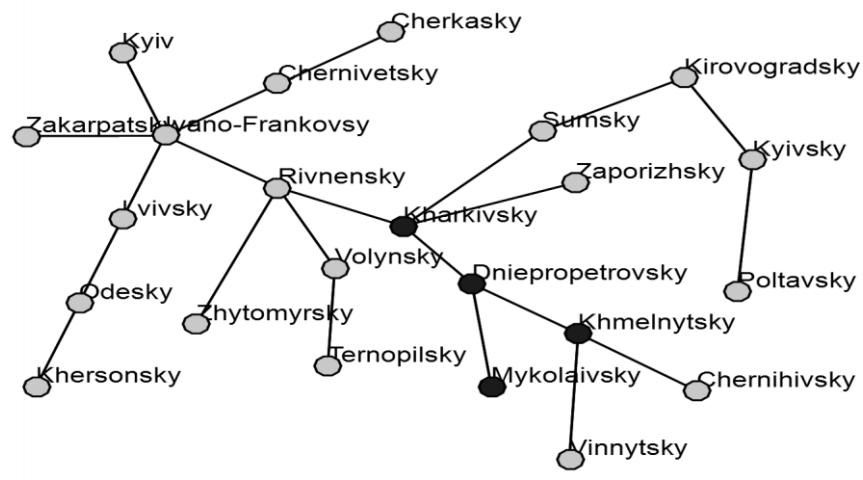 Cherkasky
Kyiv
Chernivetsky
Kirovogradsky
Zakarpatsk
Ivano-Frankovsy
Sumsky
Kyivsky
Zaporizhsky
Rivnensky
Lvivsky
Kharkivsky
Volynsky
Dniepropetrovsky
Poltavsky
Odesky
Zhytomyrsky
Khmelnytsky
Ternopilsky
Khersonsky
Mykolaivsky
Chernihivsky
Vinnytsky